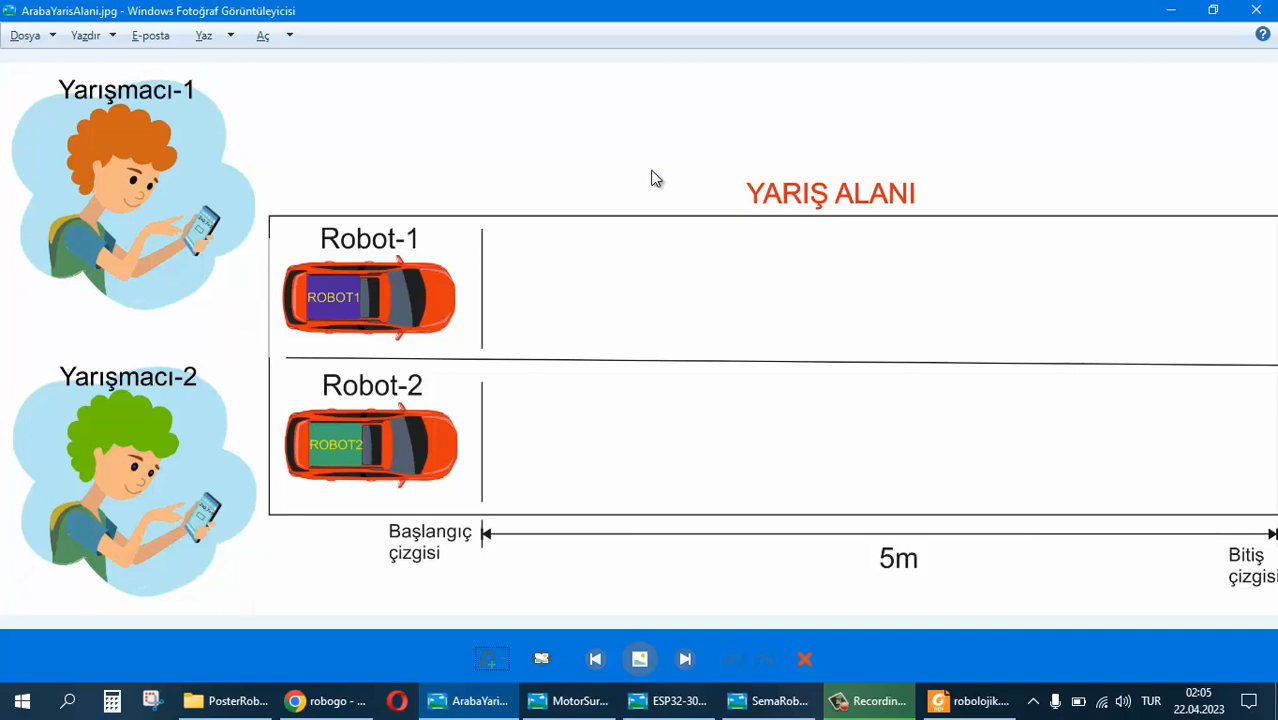 ArabaYarisAlani.jpg - Windows Fotoğraf Görüntüleyicisi
Dosya Yazdır E-posta Yaz Aç
Yarışmacı-1
YARIŞ ALANI
Robot-1
ROBOT1
Yarışmacı-2
Robot-2
ROBOT2
Başlangıç
çizgisi
5m
Bitiş
çizgisi
PosterRob... robogo - ... ArabaYari... MotorSur... ESP32-30... SemaRob... Recordin... robolojik.... TUR 02:05
22.04.2023